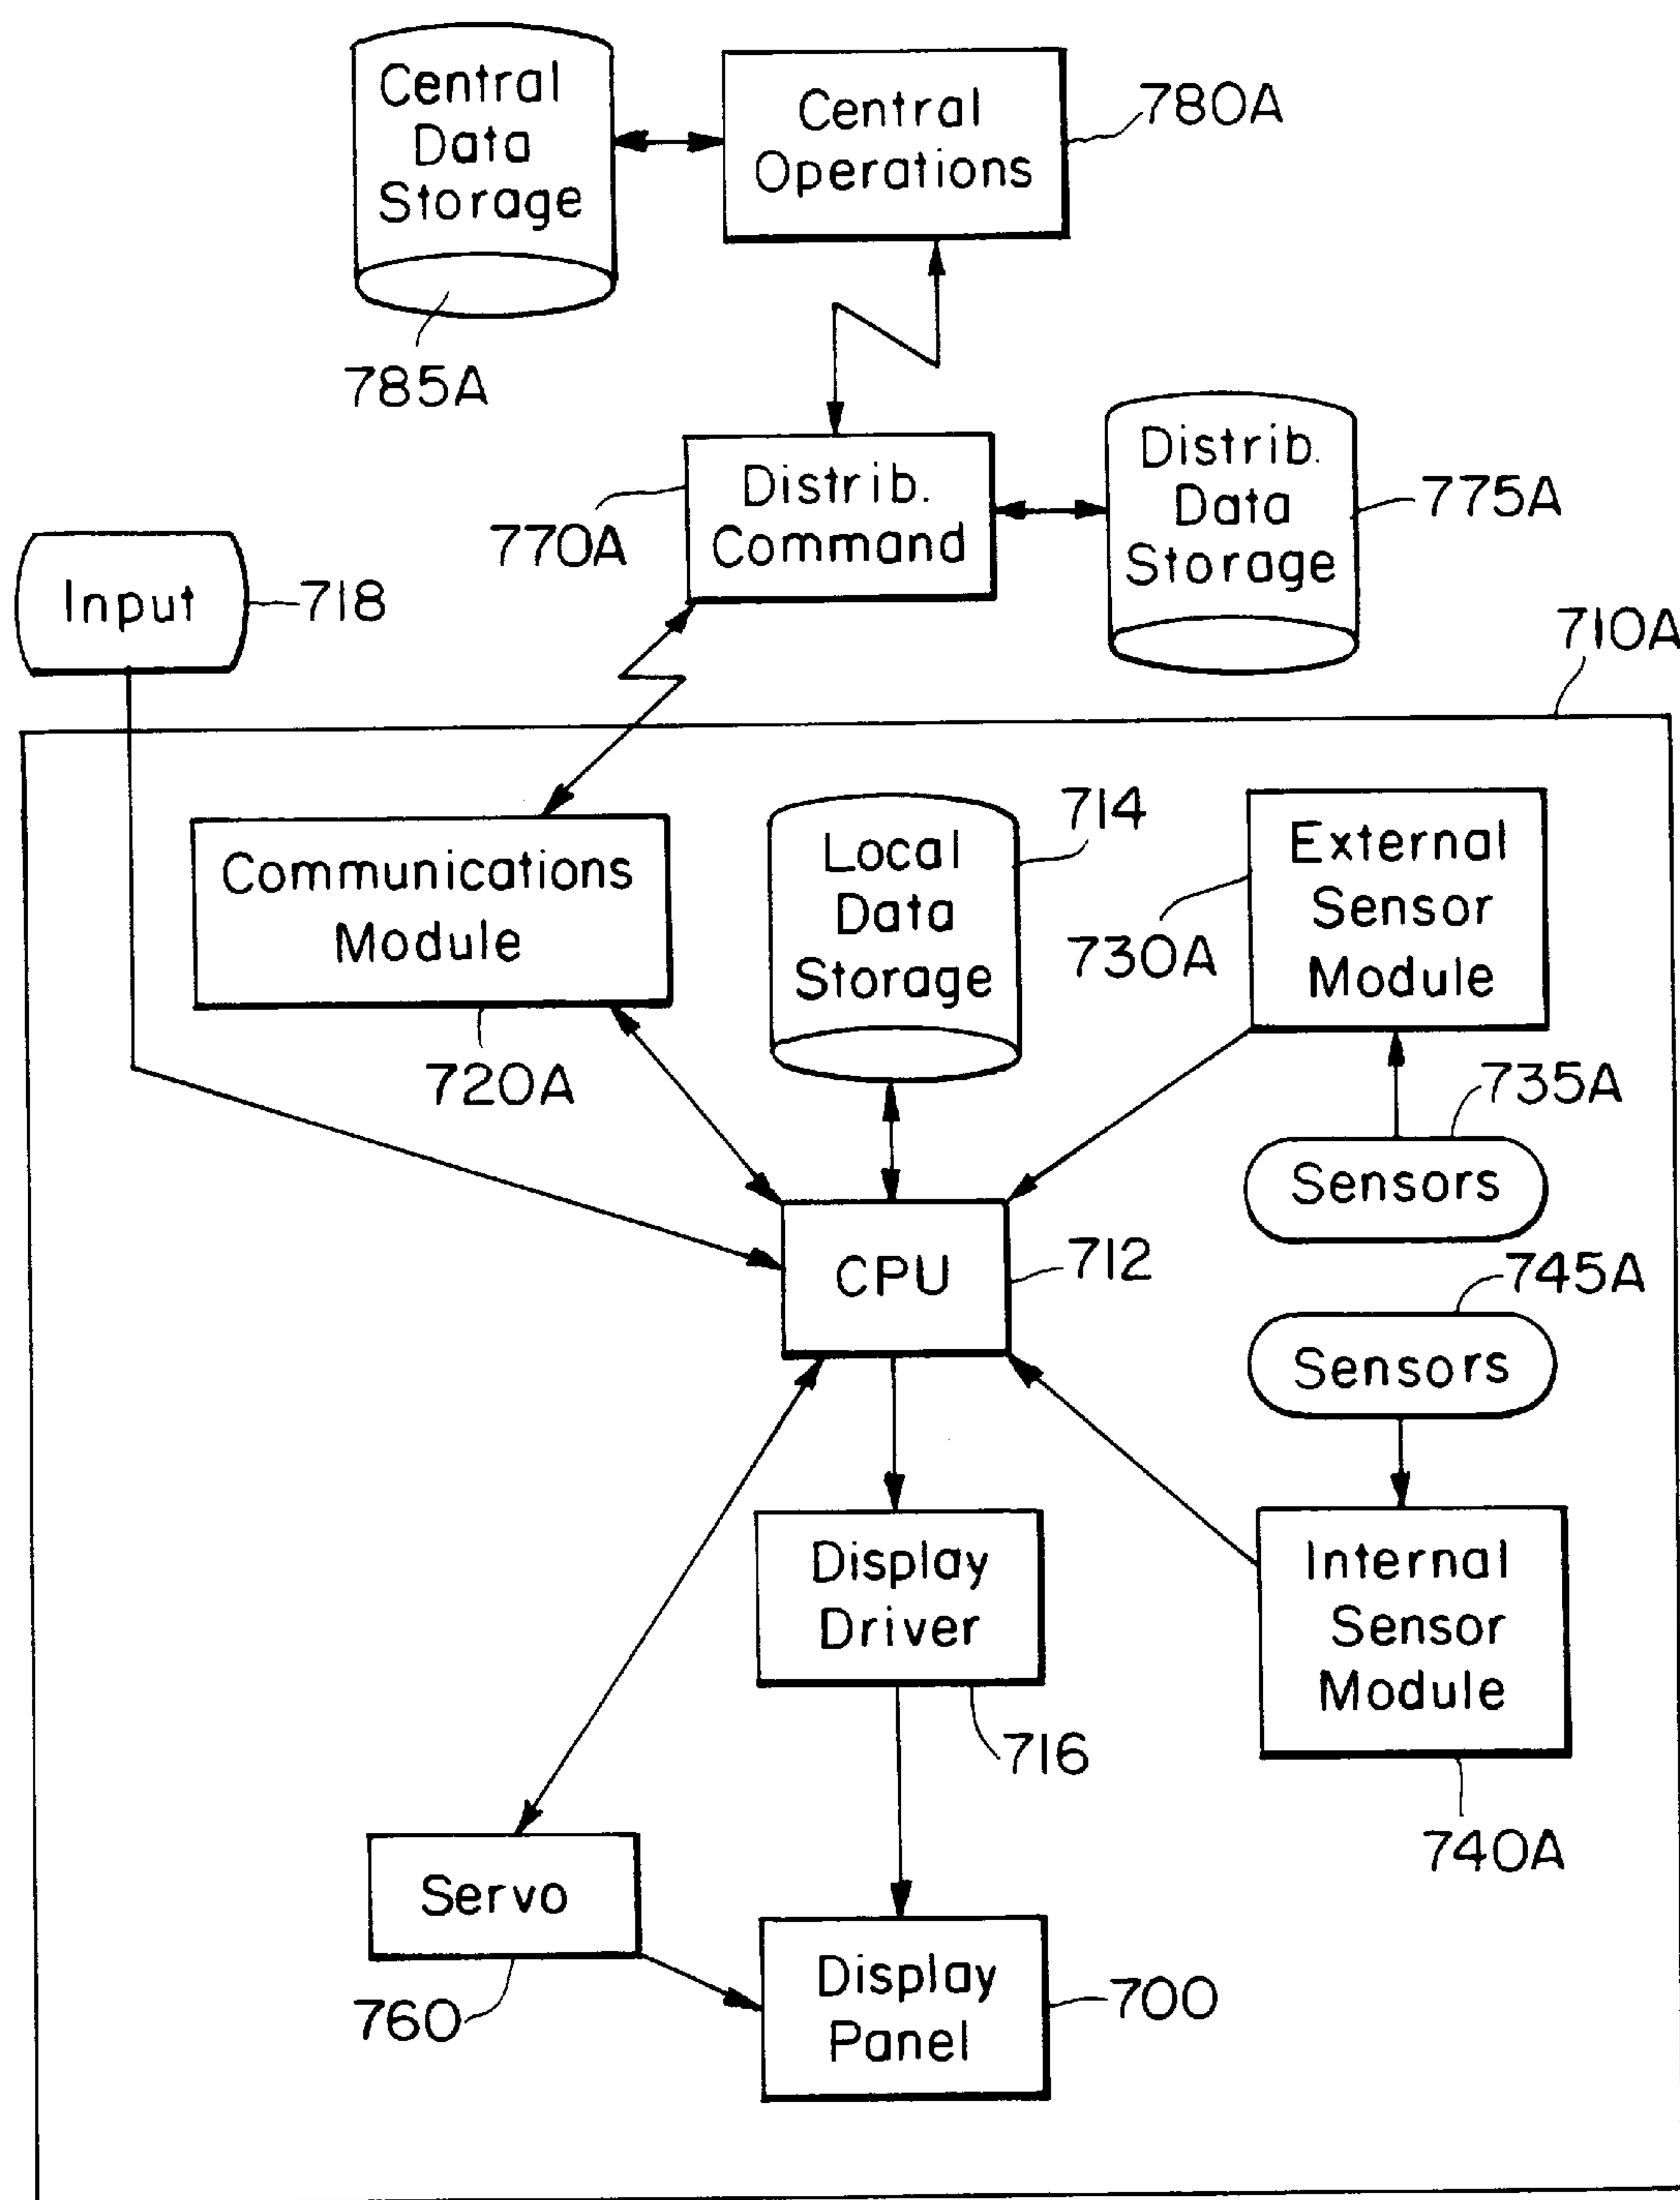 Central
Data
Storage
785A
Central
Operations
780A
Distrib.
Command
770A
Distrib.
Data
Storage
775A
Input
718
710A
Communications
Module
720A
Local
Data
Storage
714
External
Sensor
Module
730A
735A
Sensors
CPU
712
745A
Sensors
Display
Driver
716
Internal
Sensor
Module
740A
Servo
760
Display
Panel
700